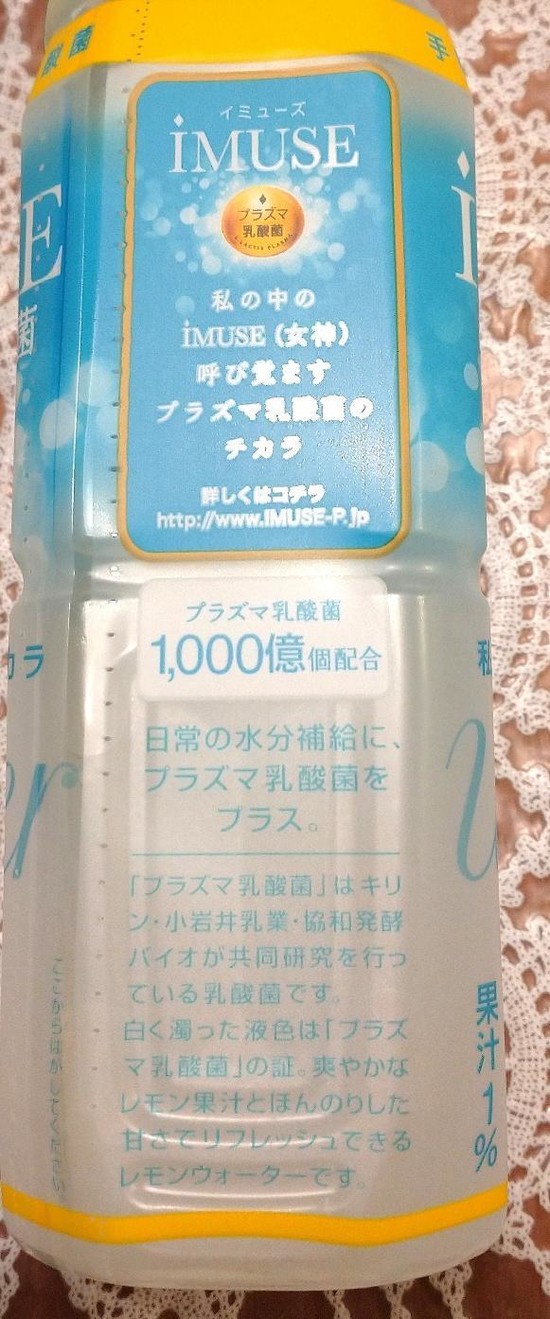 酸菌
手
イミューズ
iMUSE
プラズマ
乳酸菌
L.LACTIS PLASMA
私の中の
iMUSE(女神)
呼び覚ます
プラズマ乳酸菌の
チカラ
詳しくはコチラ
http://www.iMUSE-P.jp
E
菌
カラ
プラズマ乳酸菌
1,000億個配合
日常の水分補給に、
プラズマ乳酸菌を
プラス。
「プラズマ乳酸菌」はキリ
ン・小岩井乳業・協和発酵
バイオが共同研究を行っ
ている乳酸菌です。
白く濁った液色は「プラズ
マ乳酸菌」の証。爽やかな
レモン果汁とほんのりした
甘さでリフレッシュできる
レモンウォーターです。
ここからはがしてください
i
私
果汁1%